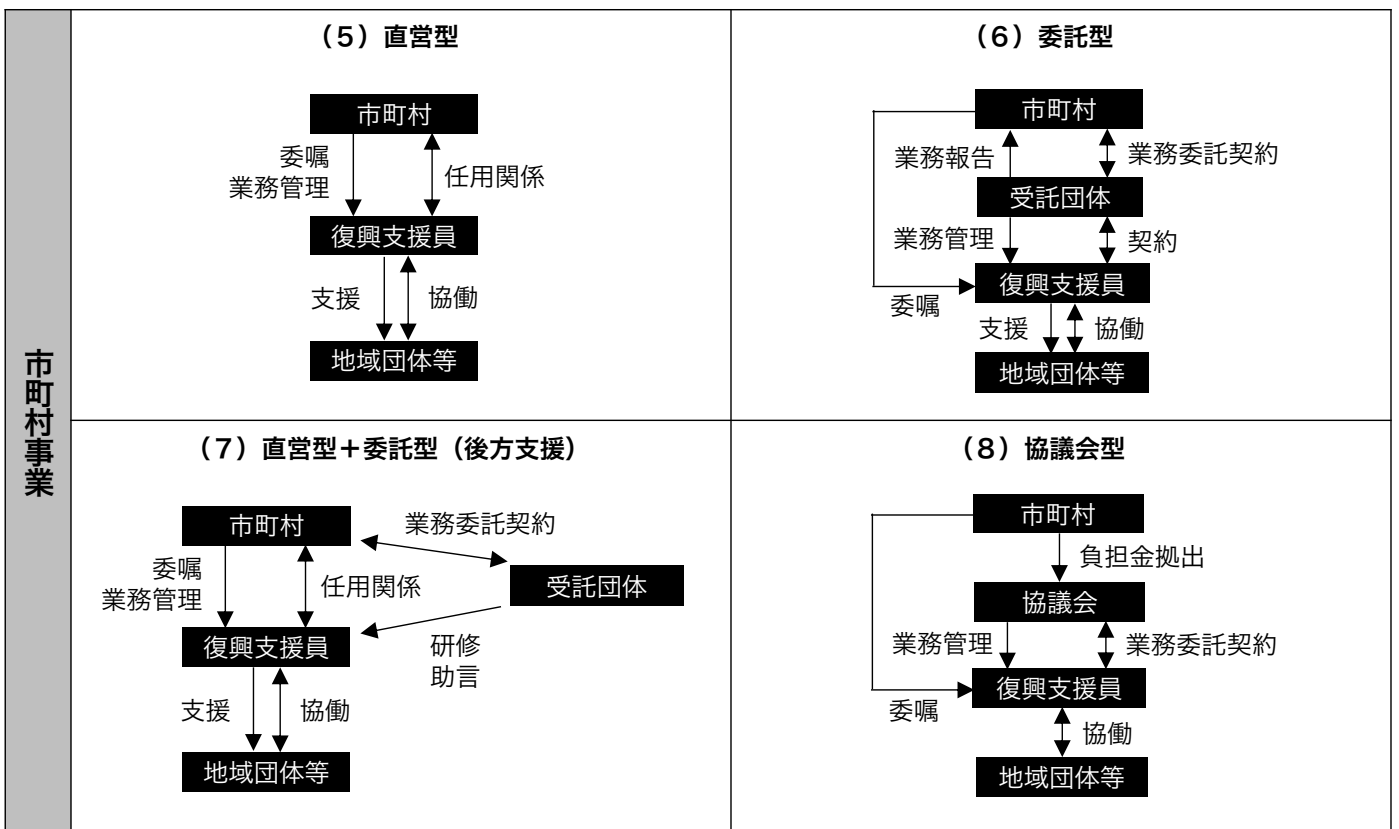 市町村事業
(5)直営型
市町村
委嘱
業務管理
任用関係
復興支援員
支援
協働
地域団体等
(6)委託型
市町村
業務報告
業務委託契約
受託団体
業務管理
契約
復興支援員
委嘱
支援
協働
地域団体等
(7)直営型+委託型(後方支援)
市町村
業務委託契約
委嘱
業務管理
任用関係
受託団体
復興支援員
研修
助言
支援
協働
地域団体等
(8)協議会型
市町村
負担金拠出
協議会
業務管理
業務委託契約
復興支援員
委嘱
協働
地域団体等